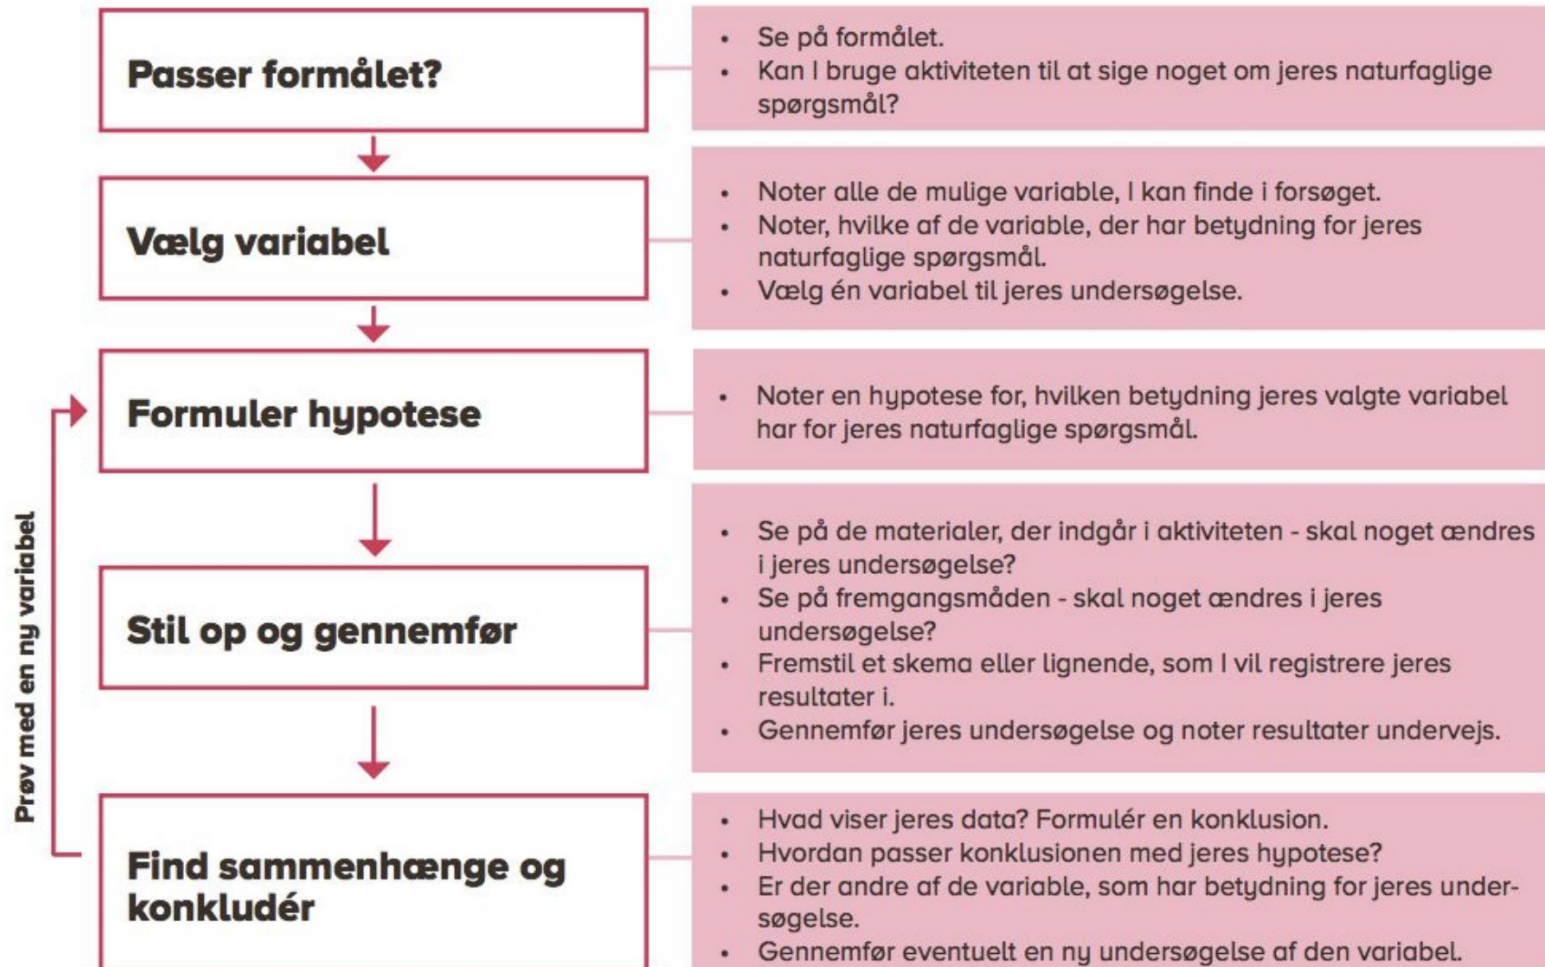 Passer formålet?
• Se på formålet.
• Kan I bruge aktiviteten til at sige noget om jeres naturfaglige
spørgsmål?
Vælg variabel
• Noter alle de mulige variable, I kan finde i forsøget.
• Noter, hvilke af de variable, der har betydning for jeres
naturfaglige spørgsmål.
• Vælg én variabel til jeres undersøgelse.
Formuler hypotese
• Noter en hypotese for, hvilken betydning jeres valgte variabel
har for jeres naturfaglige spørgsmål.
Stil op og gennemfør
• Se på de materialer, der indgår i aktiviteten - skal noget ændres
i jeres undersøgelse?
• Se på fremgangsmåden - skal noget ændres i jeres
undersøgelse?
• Fremstil et skema eller lignende, som I vil registrere jeres
resultater i.
• Gennemfør jeres undersøgelse og noter resultater undervejs.
Find sammenhænge og
konkludér
• Hvad viser jeres data? Formulér en konklusion.
• Hvordan passer konklusionen med jeres hypotese?
• Er der andre af de variable, som har betydning for jeres under-
søgelse.
• Gennemfør eventuelt en ny undersøgelse af den variabel.
Prøv med en ny variabel